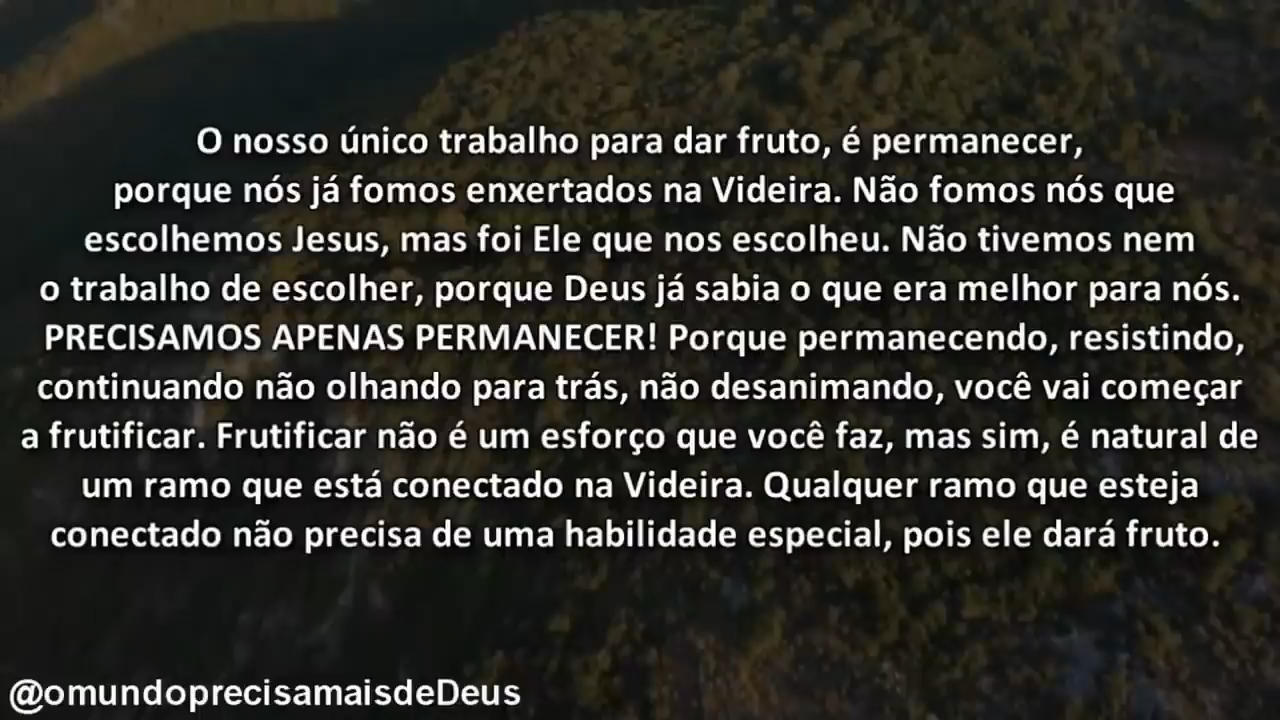 O nosso único trabalho para dar fruto, é permanecer,
porque nós já fomos enxertados na Videira. Não fomos nós que
escolhemos Jesus, mas foi Ele que nos escolheu. Não tivemos nem
o trabalho de escolher, porque Deus já sabia o que era melhor para nós.
PRECISAMOS APENAS PERMANECER! Porque permanecendo, resistindo,
continuando não olhando para trás, não desanimando, você vai começar
a frutificar. Frutificar não é um esforço que você faz, mas sim, é natural de
um ramo que está conectado na Videira. Qualquer ramo que esteja
conectado não precisa de uma habilidade especial, pois ele dará fruto.
@omundoprecisamaisdeDeus